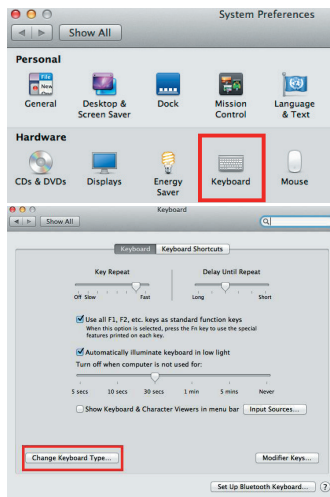 System Preferences
Show All
Personal
File
New
General
Desktop & Screen Saver
Dock
Mission Control
Language & Text
Hardware
CDs & DVDs
Displays
Energy Saver
Keyboard
Mouse
Keyboard
Show All
Keyboard Keyboard Shortcuts
Key Repeat Delay Until Repeat
Off Slow Fast Long Short
Use all F1, F2, etc. keys as standard function keys
When this option is selected, press the Fn key to use the special
features printed on each key.
Automatically illuminate keyboard in low light
Turn off when computer is not used for:
5 secs 10 secs 30 secs 1 min 5 mins Never
Show Keyboard & Character Viewers in menu bar Input Sources...
Change Keyboard Type... Modifier Keys...
Set Up Bluetooth Keyboard... ?